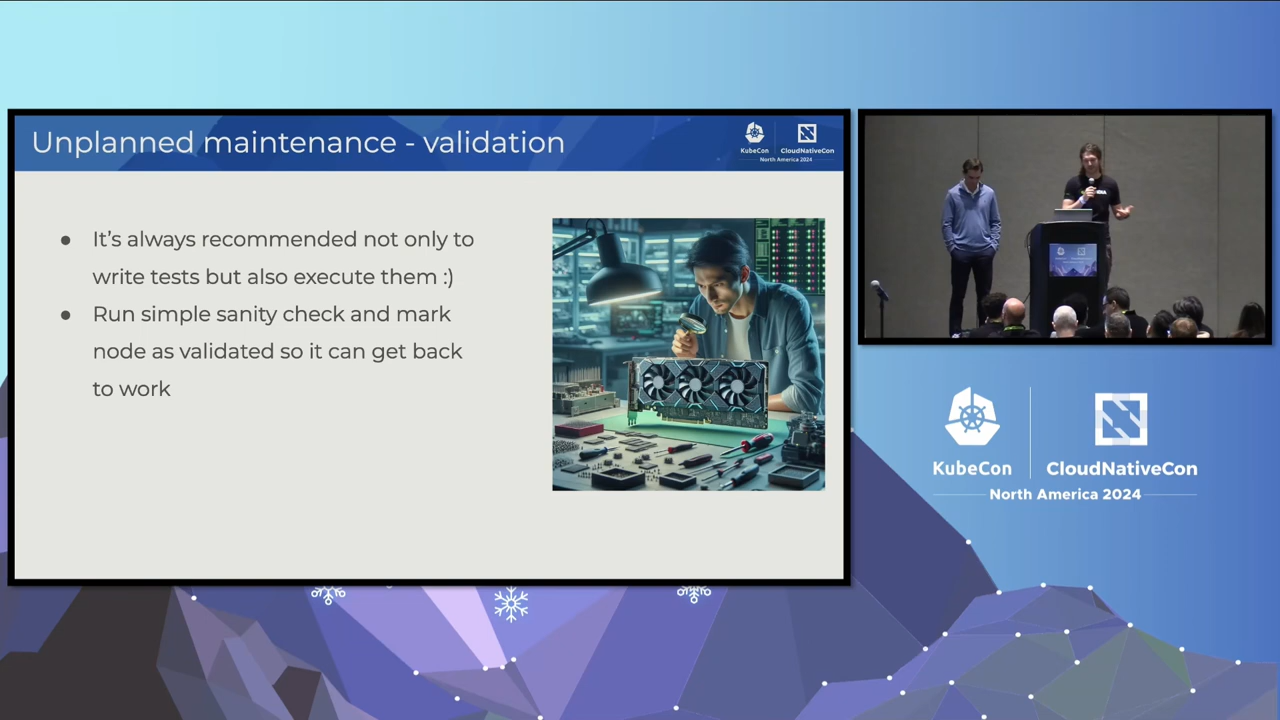 Unplanned maintenance - validation
KubeCon
CloudNativeCon
North America 2024
● It's always recommended not only to
write tests but also execute them :)
● Run simple sanity check and mark
node as validated so it can get back
to work
KubeCon
CloudNativeCon
North America 2024